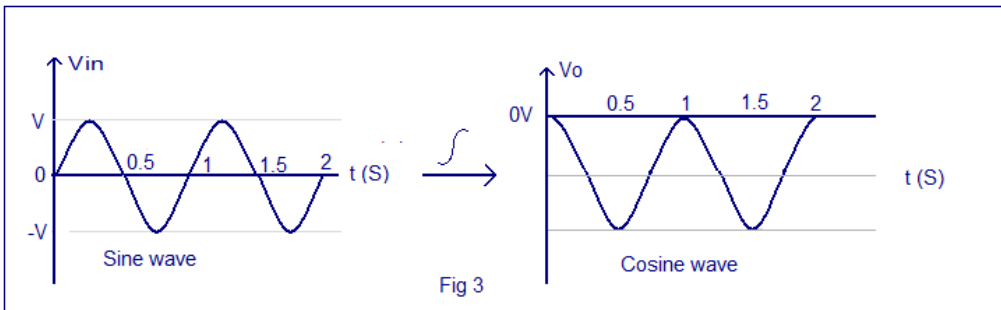 Vin
V
0
-V
0.5
1
1.5
2
t (S)
Sine wave
∫
Fig 3
Vo
0V
0.5
1
1.5
2
t (S)
Cosine wave